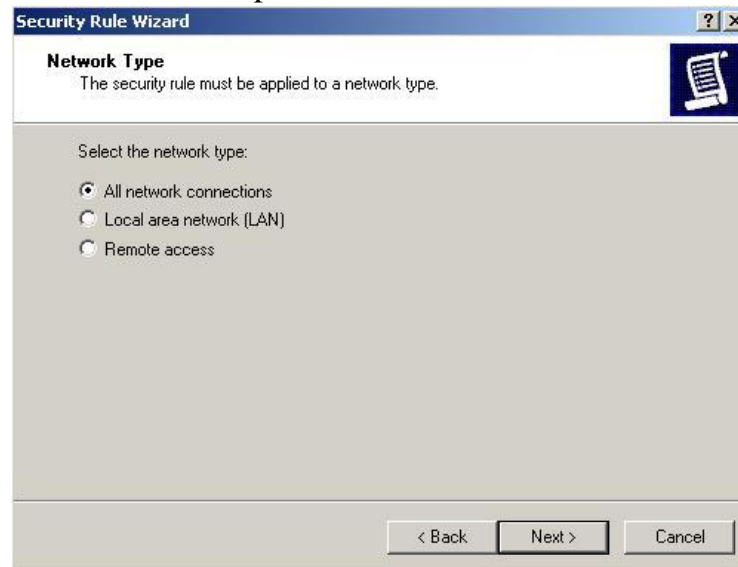 Security Rule Wizard
Network Type
The security rule must be applied to a network type.
Select the network type:
All network connections
Local area network (LAN)
Remote access
< Back Next > Cancel